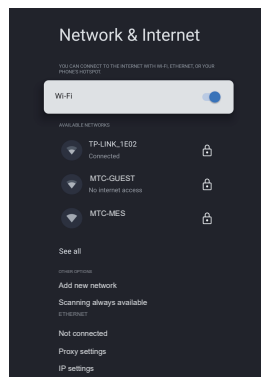 Network & Internet
YOU CAN CONNECT TO THE INTERNET WITH WI-FI, ETHERNET, OR YOUR
PHONE'S HOTSPOT.
Wi-Fi
AVAILABLE NETWORKS
TP-LINK_1E02
Connected
MTC-GUEST
No internet access
MTC-MES
See all
OTHER OPTIONS
Add new network
Scanning always available
ETHERNET
Not connected
Proxy settings
IP settings